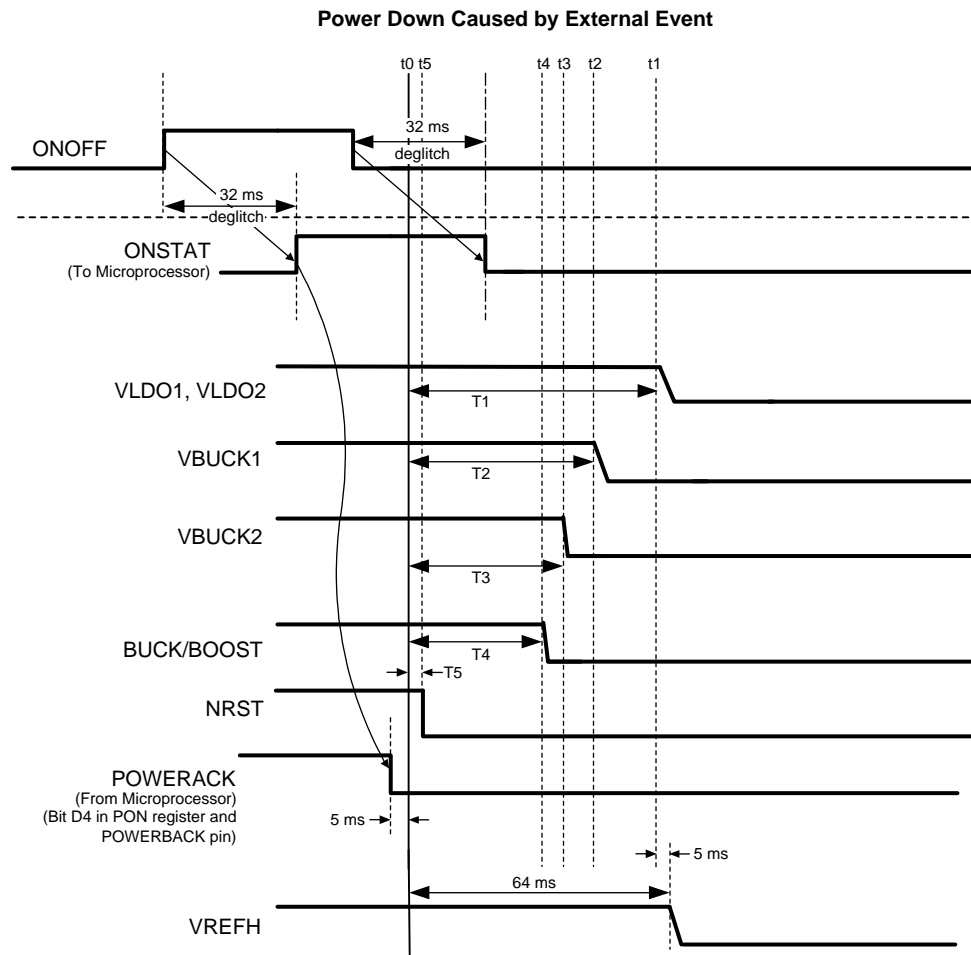 Power Down Caused by External Event
t0 t5 t4 t3 t2 t1
ONOFF
32 ms
deglitch
32 ms
deglitch
ONSTAT
(To Microprocessor)
VLDO1, VLDO2
T1
VBUCK1
T2
VBUCK2
T3
BUCK/BOOST
T4
T5
NRST
POWERACK
(From Microprocessor)
(Bit D4 in PON register and
POWERBACK pin)
5 ms
5 ms
64 ms
VREFH